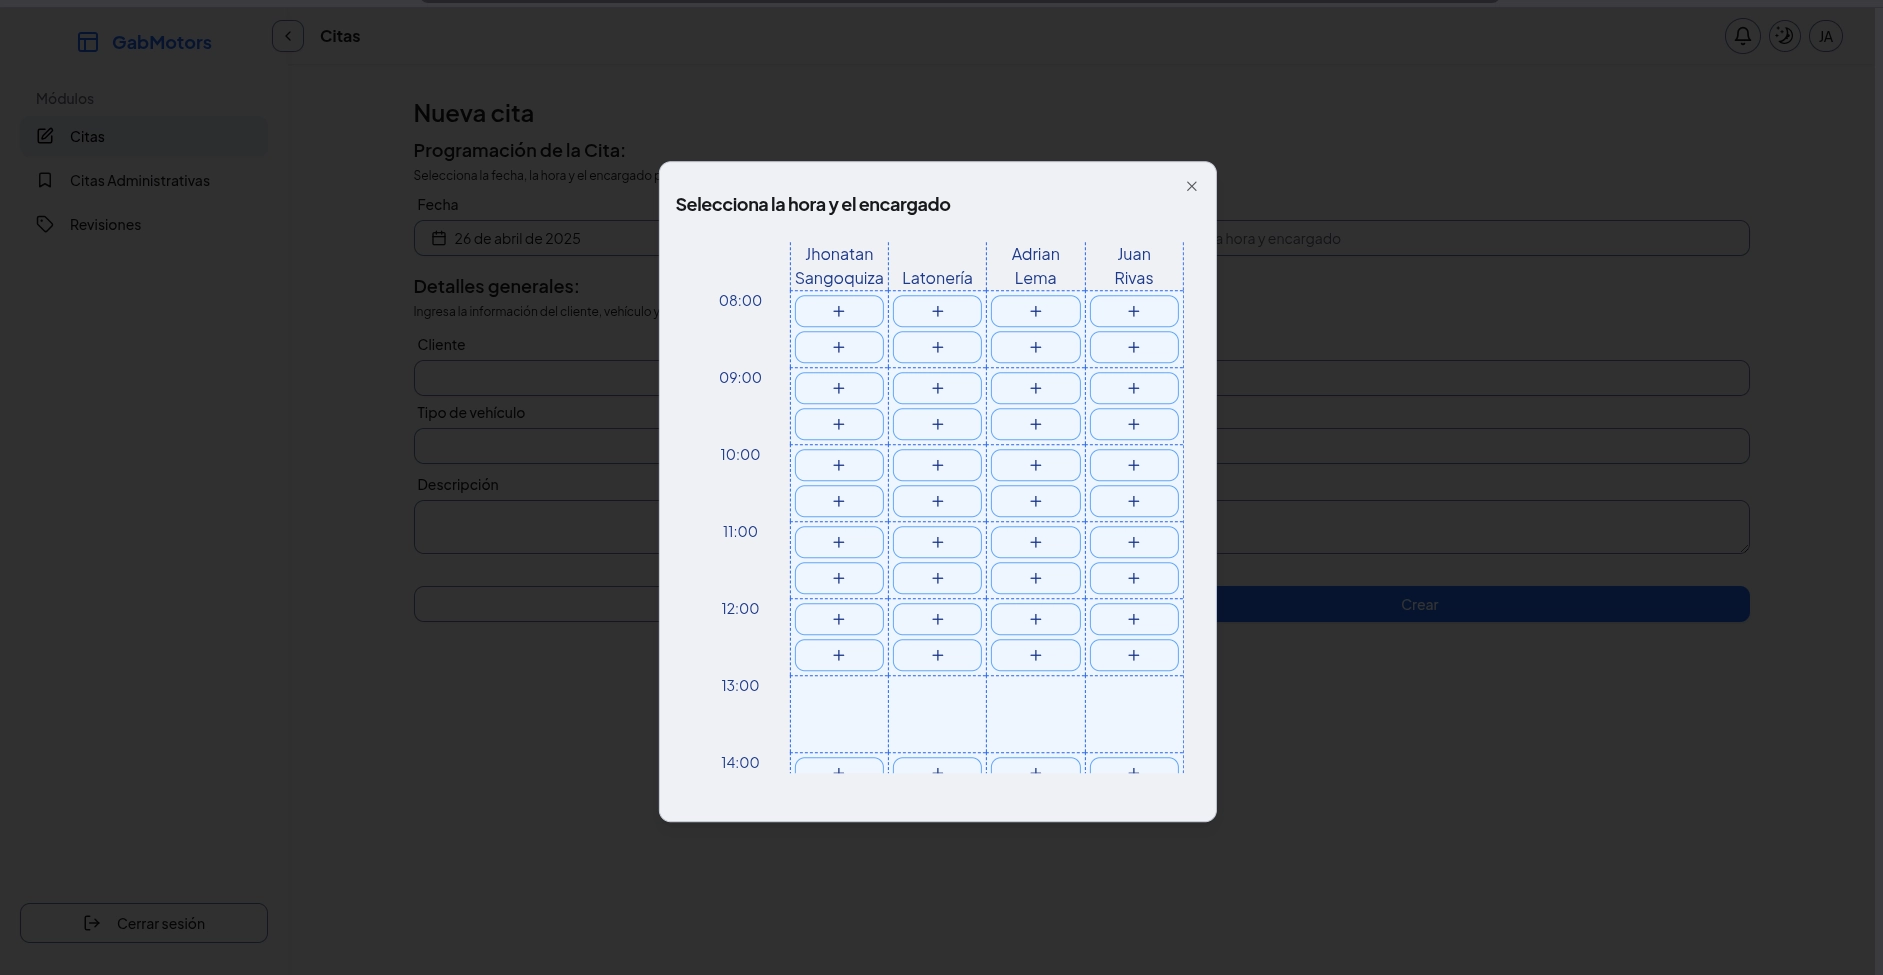 GabMotors
Citas
JA
Módulos
Citas
Citas Administrativas
Revisiones
Cerrar sesión
Nueva cita
Programación de la Cita:
Selecciona la fecha, la hora y el encargado
Fecha
26 de abril de 2025
a hora y encargado
Detalles generales:
Ingresa la información del cliente, vehículo y
Cliente
Tipo de vehículo
Descripción
Crear
Selecciona la hora y el encargado
Jhonatan Sangoquiza
Latonería
Adrian Lema
Juan Rivas
08:00
+ + + +
+ + + +
09:00
+ + + +
+ + + +
10:00
+ + + +
+ + + +
11:00
+ + + +
+ + + +
12:00
+ + + +
+ + + +
13:00
14:00
+ + + +